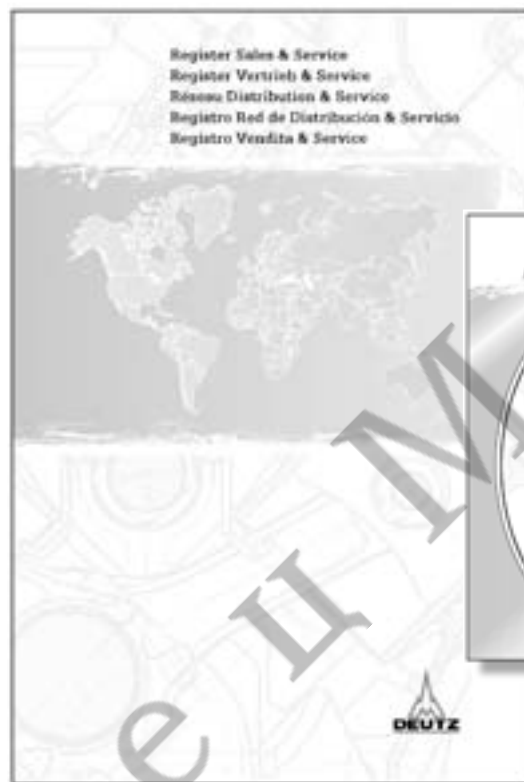 Register Sales & Service
Register Vertrieb & Service
Réseau Distribution & Service
Registro Red de Distribución & Servicio
Registro Vendita & Service
DEUTZ
е ц М